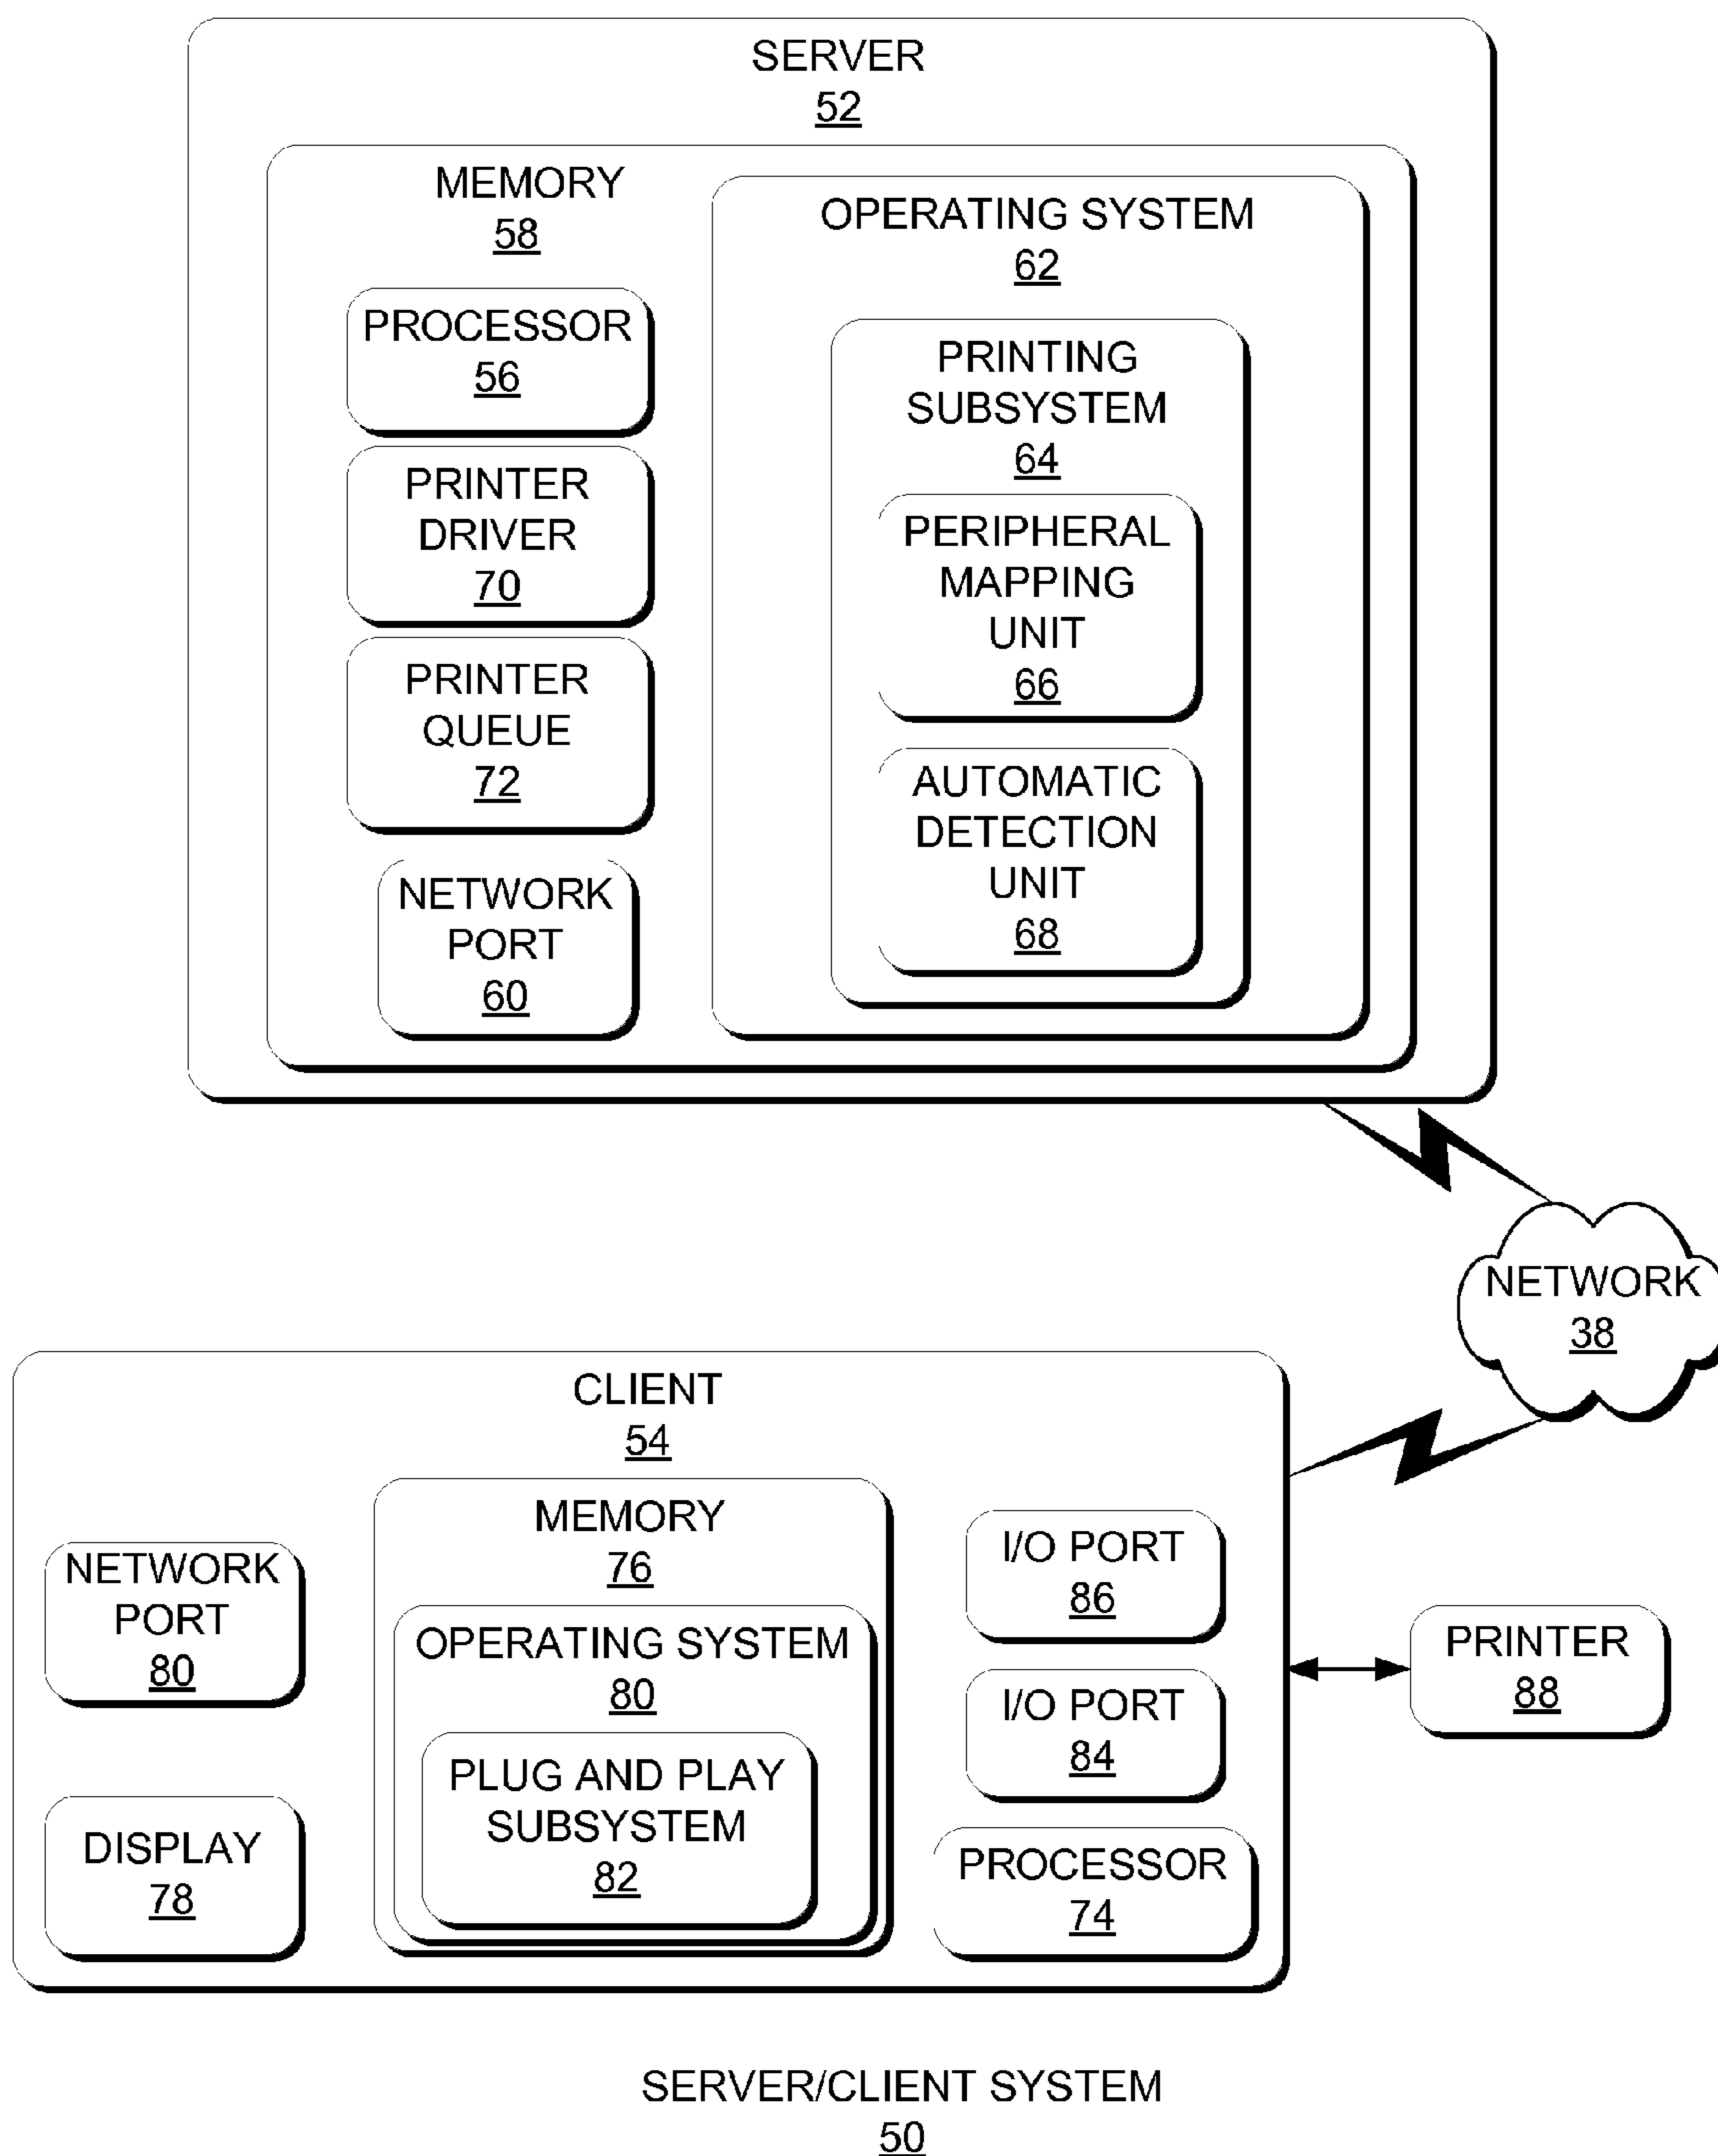 SERVER
52
MEMORY
58
PROCESSOR
56
PRINTER
DRIVER
70
PRINTER
QUEUE
72
NETWORK
PORT
60
OPERATING SYSTEM
62
PRINTING
SUBSYSTEM
64
PERIPHERAL
MAPPING
UNIT
66
AUTOMATIC
DETECTION
UNIT
68
NETWORK
38
CLIENT
54
NETWORK
PORT
80
DISPLAY
78
MEMORY
76
OPERATING SYSTEM
80
PLUG AND PLAY
SUBSYSTEM
82
I/O PORT
86
I/O PORT
84
PROCESSOR
74
PRINTER
88
SERVER/CLIENT SYSTEM
50